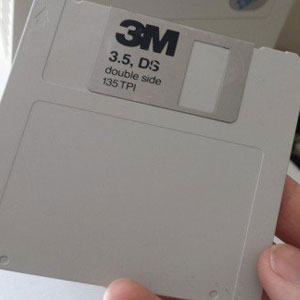 3M
3.5, DS
double side
135 TPI